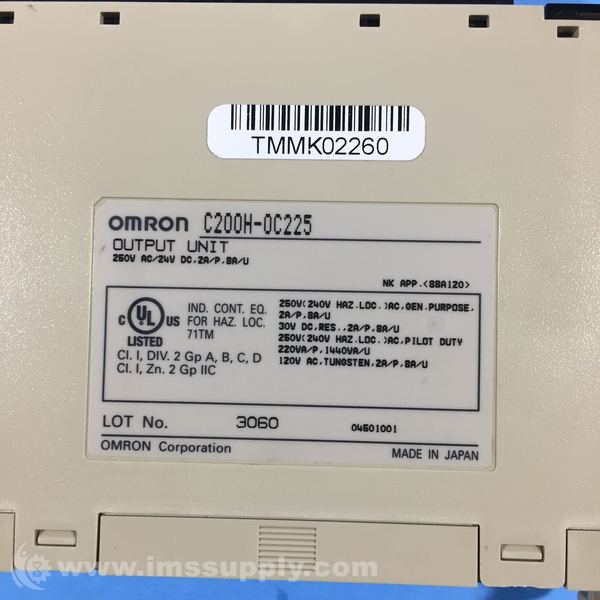 TMMK02260
OMRON C200H-OC225
OUTPUT UNIT
250V AC/24V DC,2A/P,8A/U
NK APP.<88A120>
C UL US
LISTED
IND. CONT. EQ.
FOR HAZ. LOC.
71TM
Cl. I, DIV. 2 Gp A, B, C, D
Cl. I, Zn. 2 Gp IIC
250V(240V HAZ.LOC.)AC,GEN.PURPOSE,
2A/P,8A/U
30V DC,RES.,2A/P,8A/U
250V(240V HAZ.LOC.)AC,PILOT DUTY
220VA/P,1440VA/U
120V AC,TUNGSTEN,2A/P,8A/U
LOT No. 3060 04501001
OMRON Corporation MADE IN JAPAN
www.imssupply.com